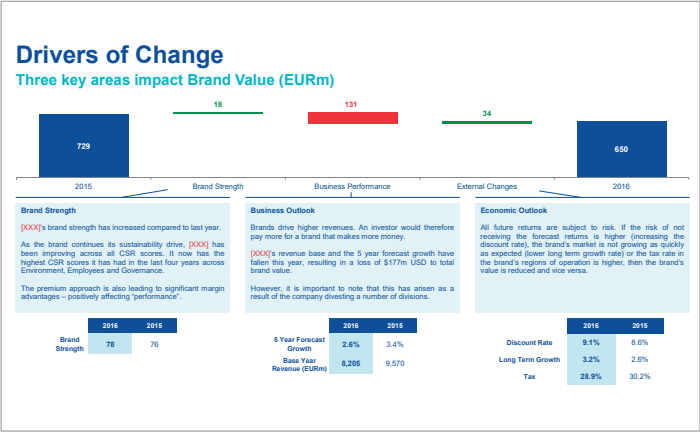 Drivers of Change
Three key areas impact Brand Value (EURm)
18
131
34
729
650
2015
Brand Strength
Business Performance
External Changes
2016
Brand Strength
[XXX]'s brand strength has increased compared to last year.
As the brand continues its sustainability drive, [XXX] has
been improving across all CSR scores. It now has the
highest CSR scores it has had in the last four years across
Environment, Employees and Governance.
The premium approach is also leading to significant margin
advantages – positively affecting "performance".
Business Outlook
Brands drive higher revenues. An investor would therefore
pay more for a brand that makes more money.
[XXX]'s revenue base and the 5 year forecast growth have
fallen this year, resulting in a loss of $177m USD to total
brand value.
However, it is important to note that this has arisen as a
result of the company divesting a number of divisions.
Economic Outlook
All future returns are subject to risk. If the risk of not
receiving the forecast returns is higher (increasing the
discount rate), the brand's market is not growing as quickly
as expected (lower long term growth rate) or the tax rate in
the brand's regions of operation is higher, then the brand's
value is reduced and vice versa.
2016 2015
Brand
Strength
78 76
2016 2015
5 Year Forecast
Growth
2.6% 3.4%
Base Year
Revenue (EURm)
8,205 9,570
2016 2015
Discount Rate 9.1% 8.6%
Long Term Growth 3.2% 2.6%
Tax 28.9% 30.2%